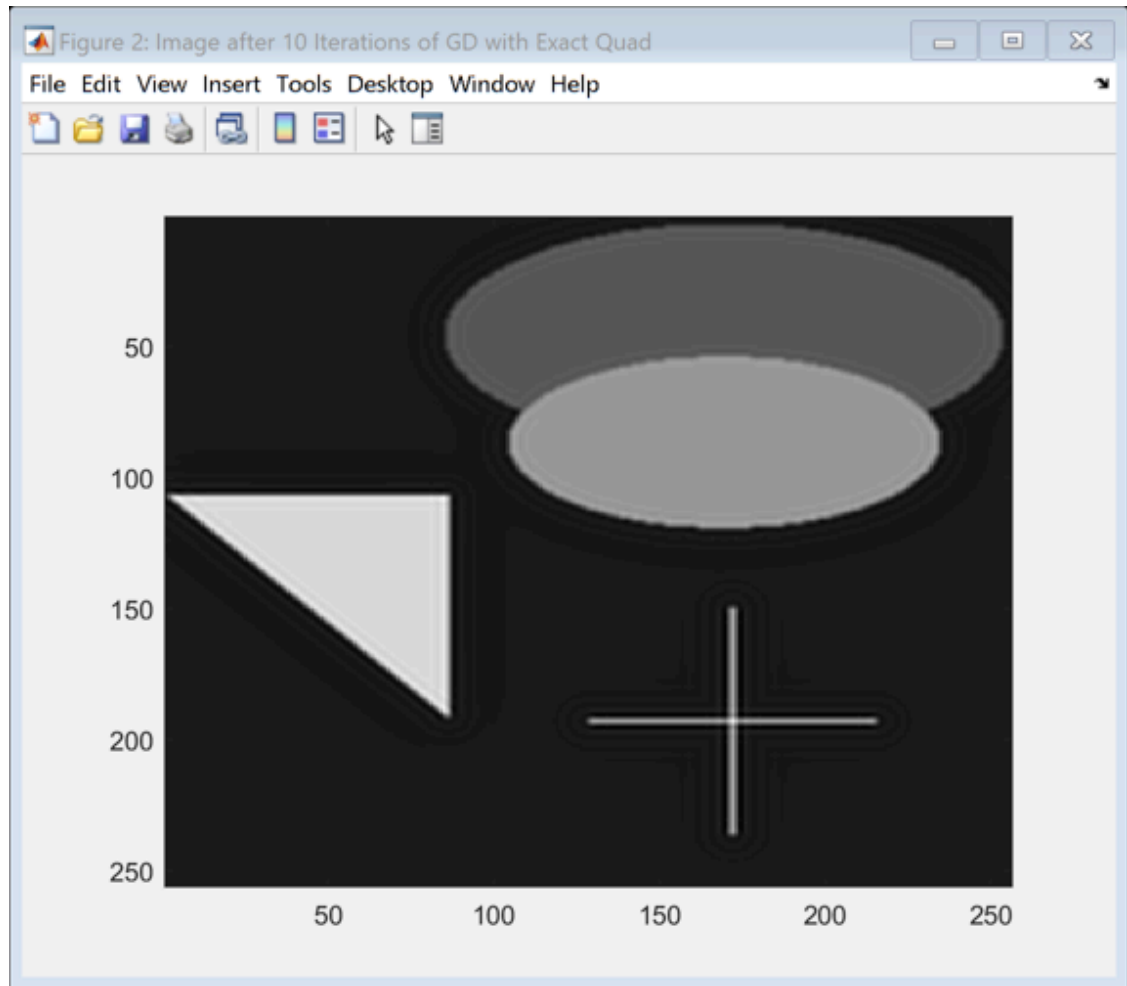 Figure 2: Image after 10 Iterations of GD with Exact Quad
File Edit View Insert Tools Desktop Window Help
50
100
150
200
250
50 100 150 200 250